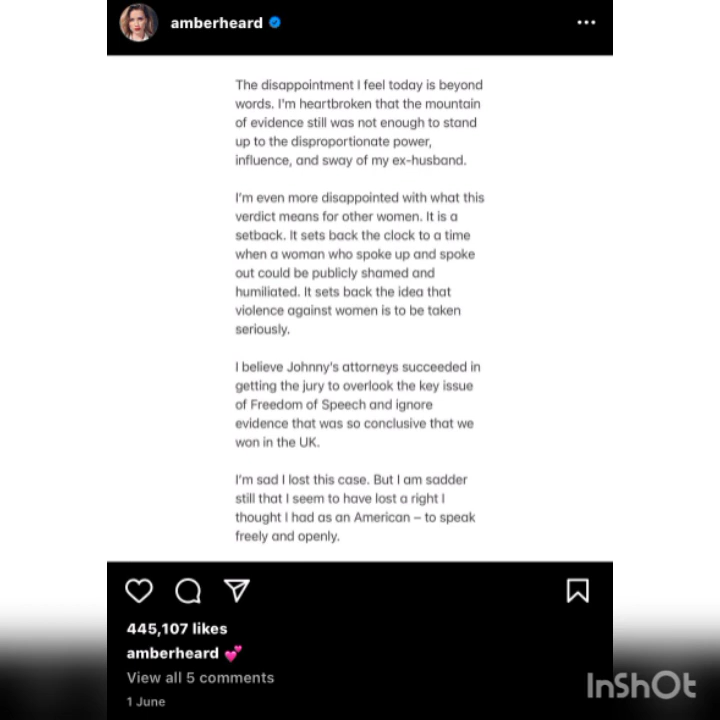 amberheard
The disappointment I feel today is beyond
words. I'm heartbroken that the mountain
of evidence still was not enough to stand
up to the disproportionate power,
influence, and sway of my ex-husband.
I'm even more disappointed with what this
verdict means for other women. It is a
setback. It sets back the clock to a time
when a woman who spoke up and spoke
out could be publicly shamed and
humiliated. It sets back the idea that
violence against women is to be taken
seriously.
I believe Johnny's attorneys succeeded in
getting the jury to overlook the key issue
of Freedom of Speech and ignore
evidence that was so conclusive that we
won in the UK.
I'm sad I lost this case. But I am sadder
still that I seem to have lost a right I
thought I had as an American – to speak
freely and openly.
445,107 likes
amberheard 💕
View all 5 comments
1 June
InShOt